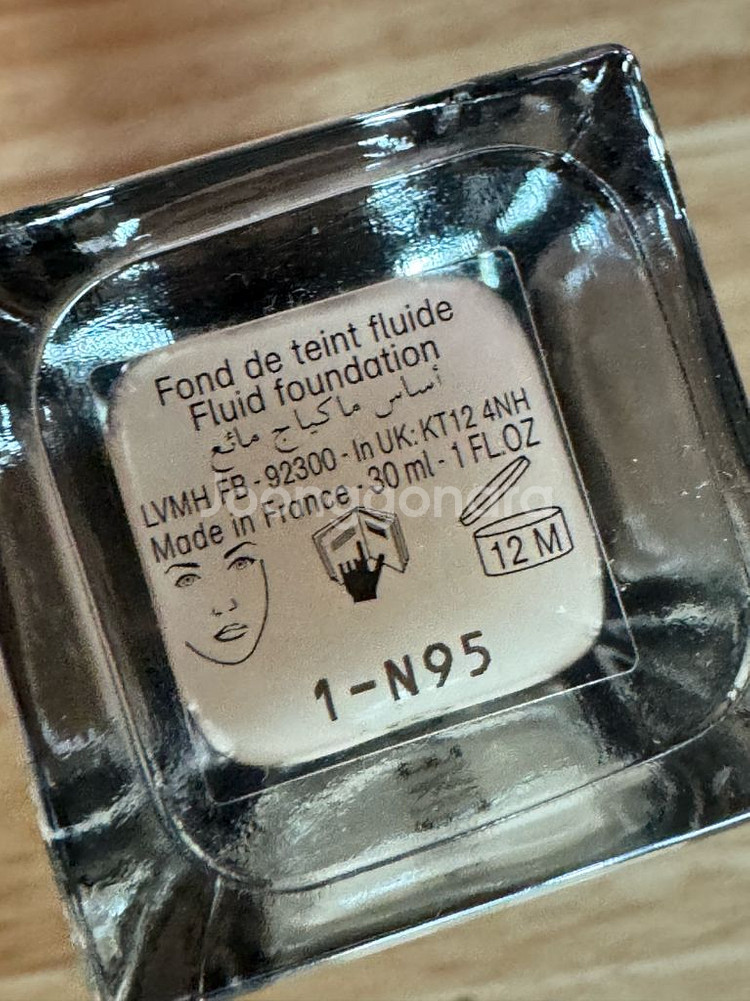 Fond de teint fluide
Fluid foundation
أساس ماكياج مائع
LVMH FB - 92300 - In UK: KT12 4NH
Made in France - 30 ml - 1 FL.OZ
Joonggonara
12 M
1-N95